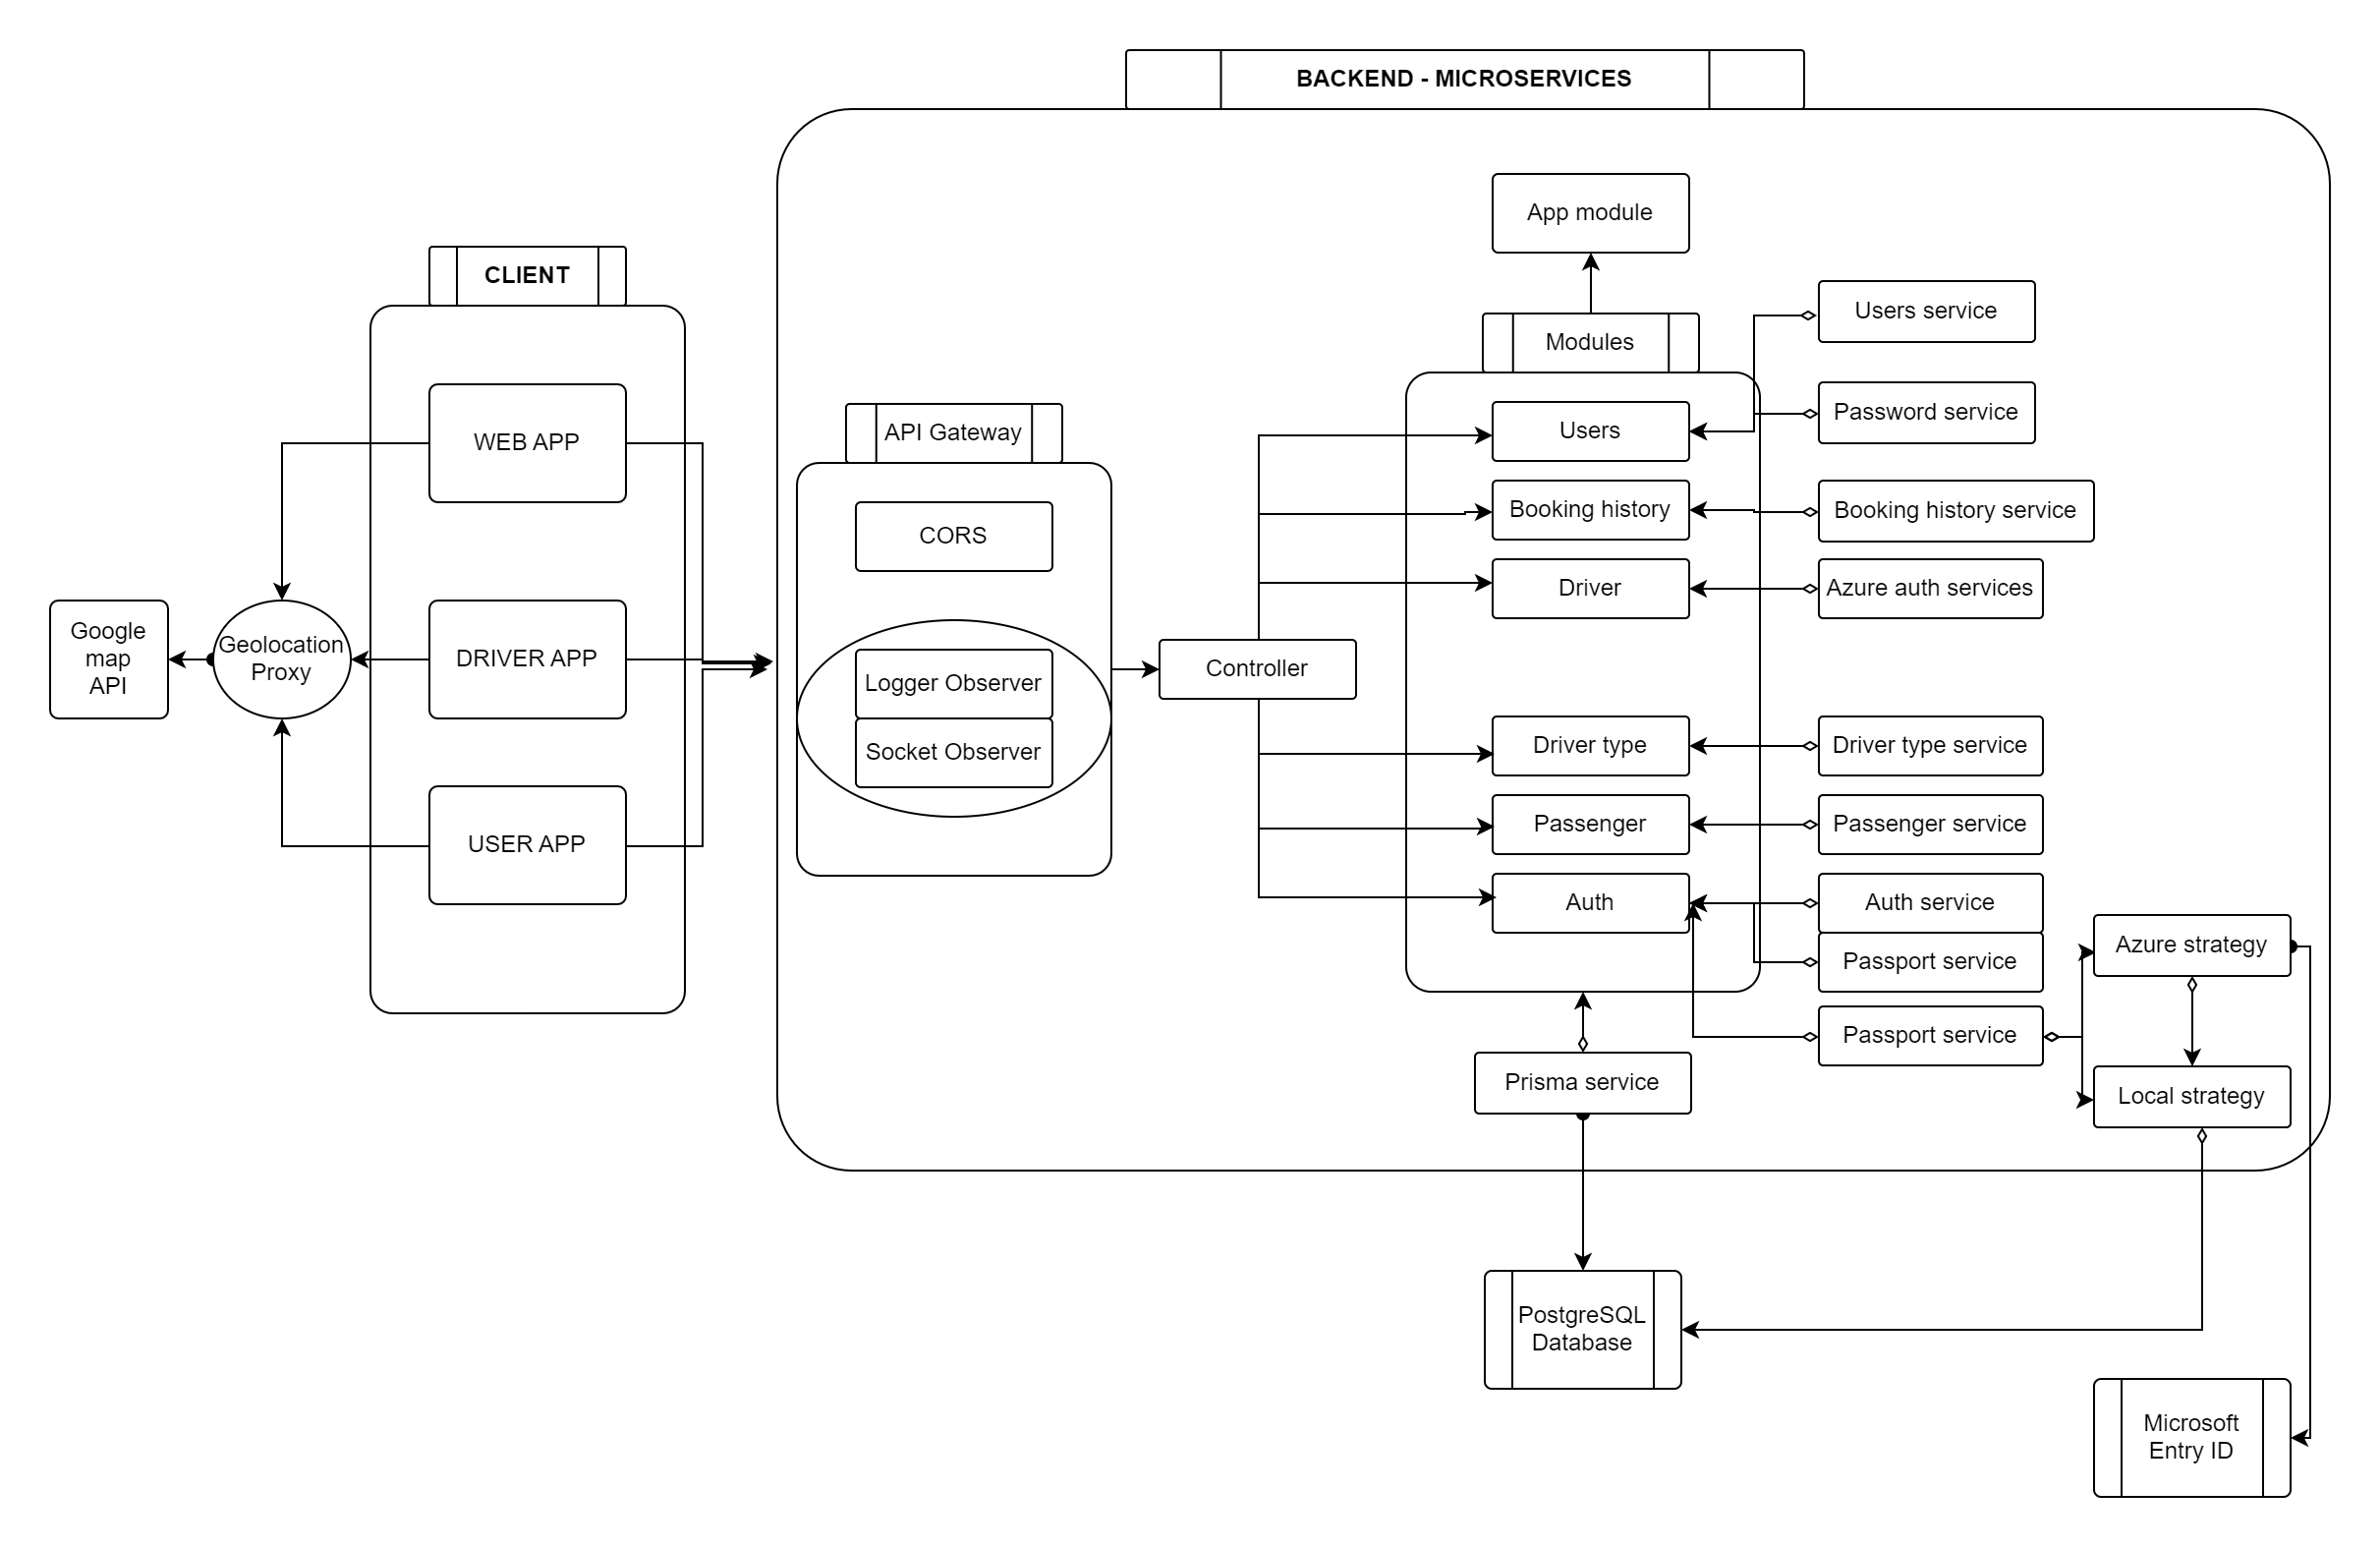 BACKEND - MICROSERVICES
CLIENT
WEB APP
DRIVER APP
USER APP
Google
map
API
Geolocation
Proxy
API Gateway
CORS
Logger Observer
Socket Observer
Controller
App module
Modules
Users
Booking history
Driver
Driver type
Passenger
Auth
Users service
Password service
Booking history service
Azure auth services
Driver type service
Passenger service
Auth service
Passport service
Passport service
Azure strategy
Local strategy
Prisma service
PostgreSQL
Database
Microsoft
Entry ID